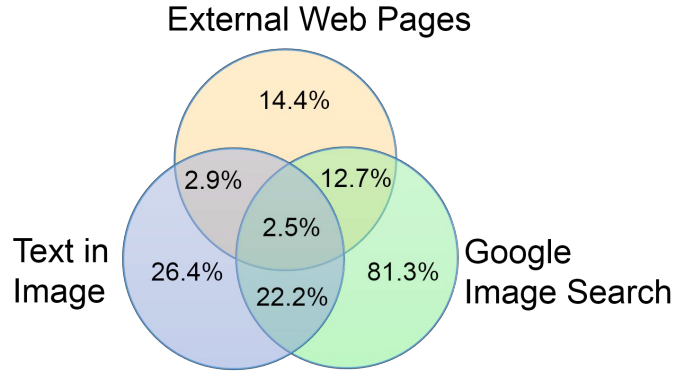 External Web Pages
14.4%
2.9%
12.7%
2.5%
Text in
Image
26.4%
22.2%
81.3%
Google
Image Search